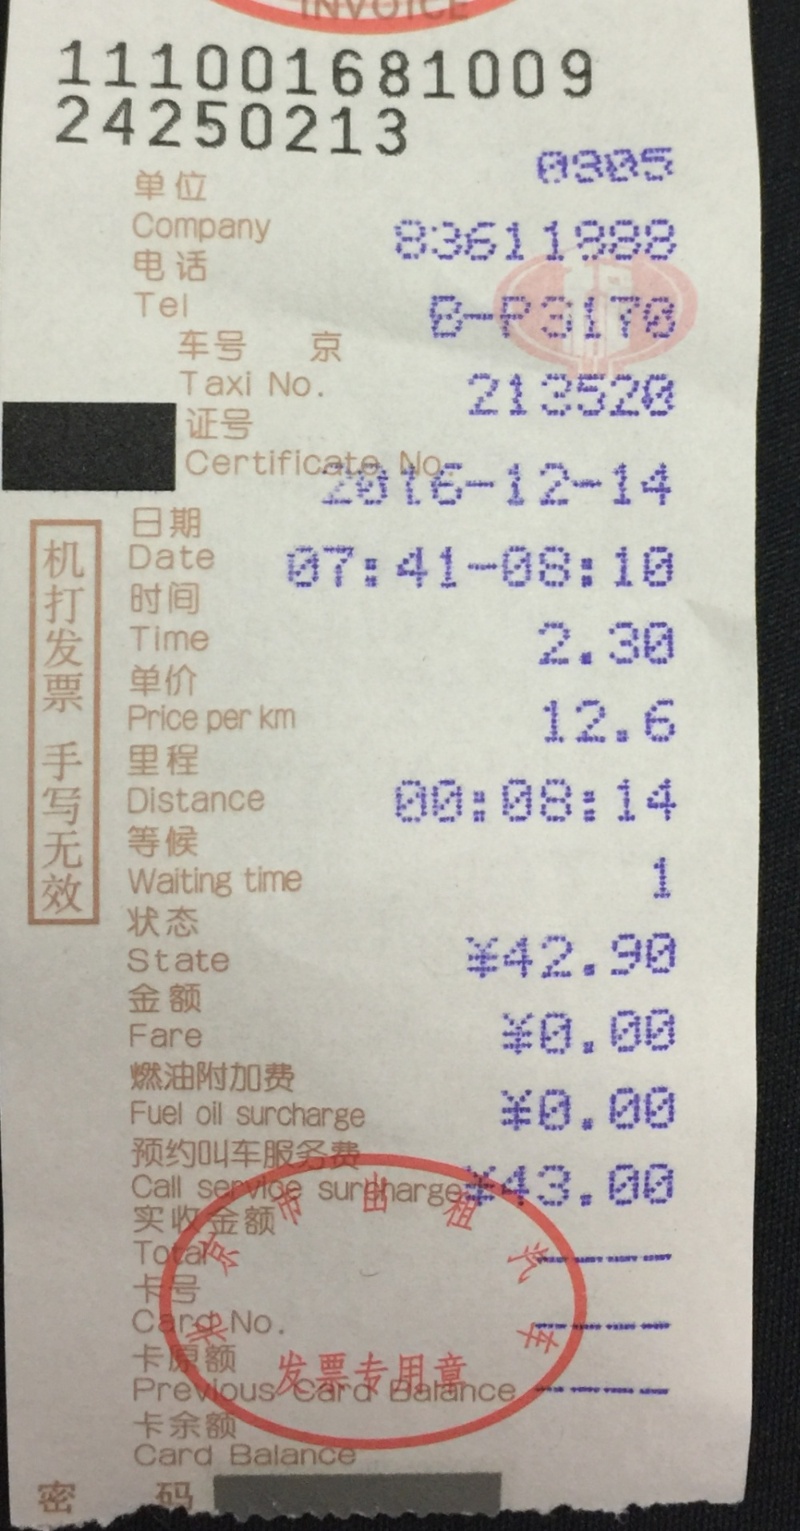 INVOICE
111001681009
24250213
0305
单位
Company
83611988
电话
Tel
B-P3170
车号 京
Taxi No.
213520
证号
Certificate No.
2016-12-14
日期
Date
07:41-08:10
时间
Time
2.30
单价
Price per km
12.6
里程
Distance
00:08:14
等候
Waiting time
1
状态
State
¥42.90
金额
Fare
¥0.00
燃油附加费
Fuel oil surcharge
¥0.00
预约叫车服务费
Call service surcharge
¥43.00
实收金额
Total
卡号
Card No.
卡原额
Previous Card Balance
卡余额
Card Balance
密 码
机打发票 手写无效
北京市出租汽车
发票专用章